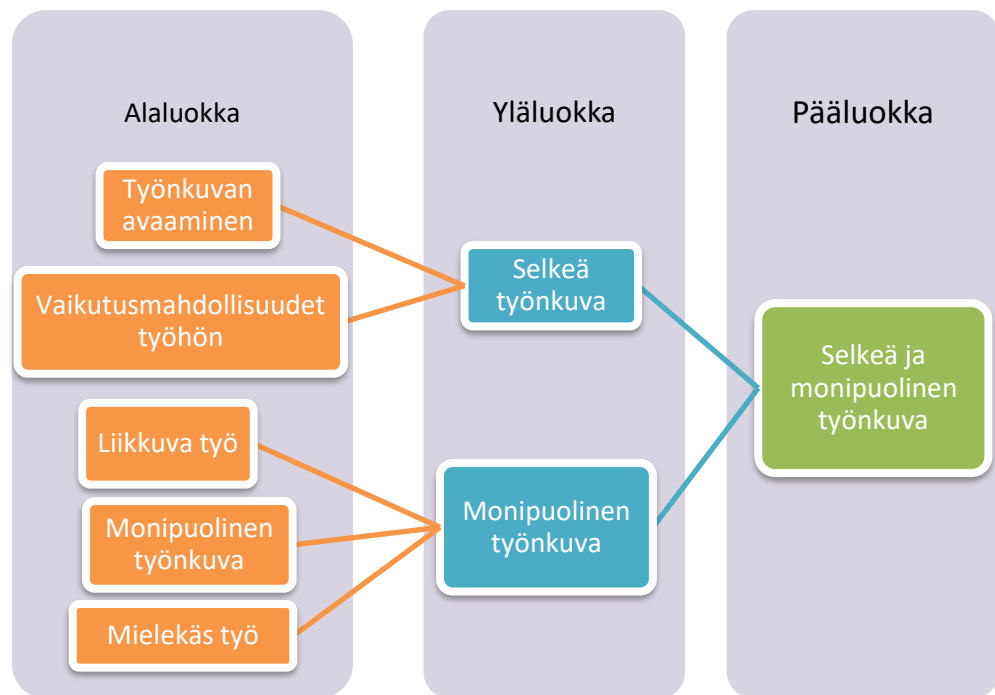 Alaluokka
Työnkuvan
avaaminen
Vaikutusmahdollisuudet
työhön
Liikkuva työ
Monipuolinen
työnkuva
Mielekäs työ
Yläluokka
Selkeä
työnkuva
Monipuolinen
työnkuva
Pääluokka
Selkeä ja
monipuolinen
työnkuva